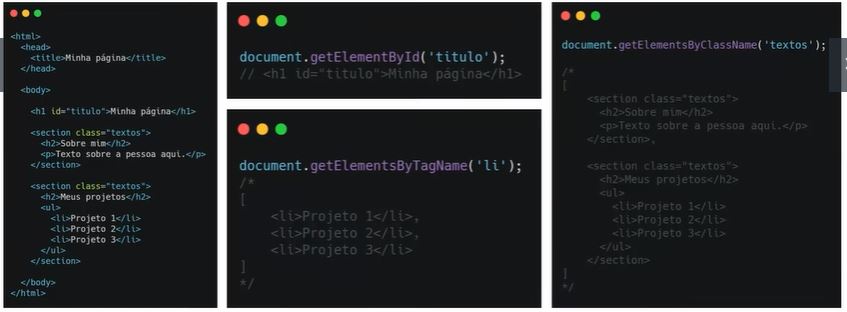 <html>
<head>
<title>Minha página</title>
</head>
<body>
<h1 id="titulo">Minha página</h1>
<section class="textos">
<h2>Sobre mim</h2>
<p>Texto sobre a pessoa aqui.</p>
</section>
<section class="textos">
<h2>Meus projetos</h2>
<ul>
<li>Projeto 1</li>
<li>Projeto 2</li>
<li>Projeto 3</li>
</ul>
</section>
</body>
</html>
document.getElementById('titulo');
// <h1 id="titulo">Minha página</h1>
document.getElementsByTagName('li');
/*
[
<li>Projeto 1</li>,
<li>Projeto 2</li>,
<li>Projeto 3</li>
]
*/
document.getElementsByClassName('textos');
/*
[
<section class="textos">
<h2>Sobre mim</h2>
<p>Texto sobre a pessoa aqui.</p>
</section>,
<section class="textos">
<h2>Meus projetos</h2>
<ul>
<li>Projeto 1</li>
<li>Projeto 2</li>
<li>Projeto 3</li>
</ul>
</section>
]
*/